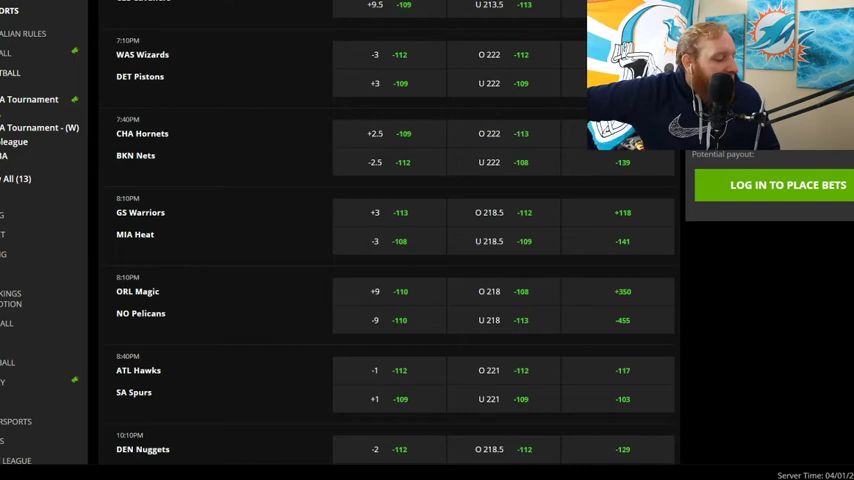 PORTS
+9.5 -109 U 213.5 -113
ALIAN RULES
7:10PM
WAS Wizards -3 -112 O 222 -112
ALL
TBALL
DET Pistons +3 -109 U 222 -109
A Tournament
7:40PM
A Tournament - (W)
CHA Hornets +2.5 -109 O 222 -113
league
BKN Nets -2.5 -112 U 222 -108 -139
BA
Potential payout:
w All (13)
LOG IN TO PLACE BETS
8:10PM
GS Warriors +3 -113 O 218.5 -112 +118
MIA Heat -3 -108 U 218.5 -109 -141
8:10PM
ORL Magic +9 -110 O 218 -108 +350
KINGS
OTION
NO Pelicans -9 -110 U 218 -113 -455
ALL
8:40PM
BALL
ATL Hawks -1 -112 O 221 -112 -117
SA Spurs +1 -109 U 221 -109 -103
RSPORTS
10:10PM
DEN Nuggets -2 -112 O 218.5 -112 -129
LEAGUE
Server Time: 04/01/2